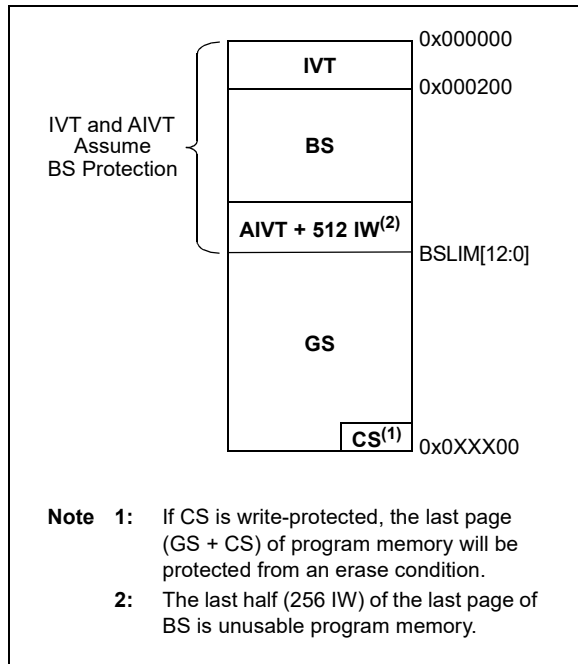 0x000000
IVT
0x000200
IVT and AIVT
Assume
BS Protection
BS
AIVT + 512 IW(2)
BSLIM[12:0]
GS
CS(1)
0x0XXX00
Note 1: If CS is write-protected, the last page
(GS + CS) of program memory will be
protected from an erase condition.
2: The last half (256 IW) of the last page of
BS is unusable program memory.